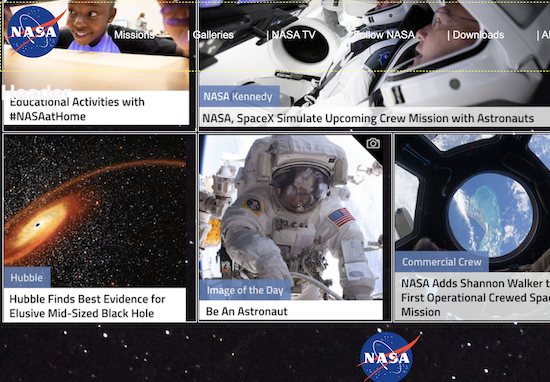 NASA
Missions | Galleries | NASA TV | Follow NASA | Downloads | Al
Header
Educational Activities with
#NASAatHome
NASA Kennedy
NASA, SpaceX Simulate Upcoming Crew Mission with Astronauts
Hubble
Hubble Finds Best Evidence for
Elusive Mid-Sized Black Hole
Image of the Day
Be An Astronaut
Commercial Crew
NASA Adds Shannon Walker t
First Operational Crewed Spa
Mission
NASA